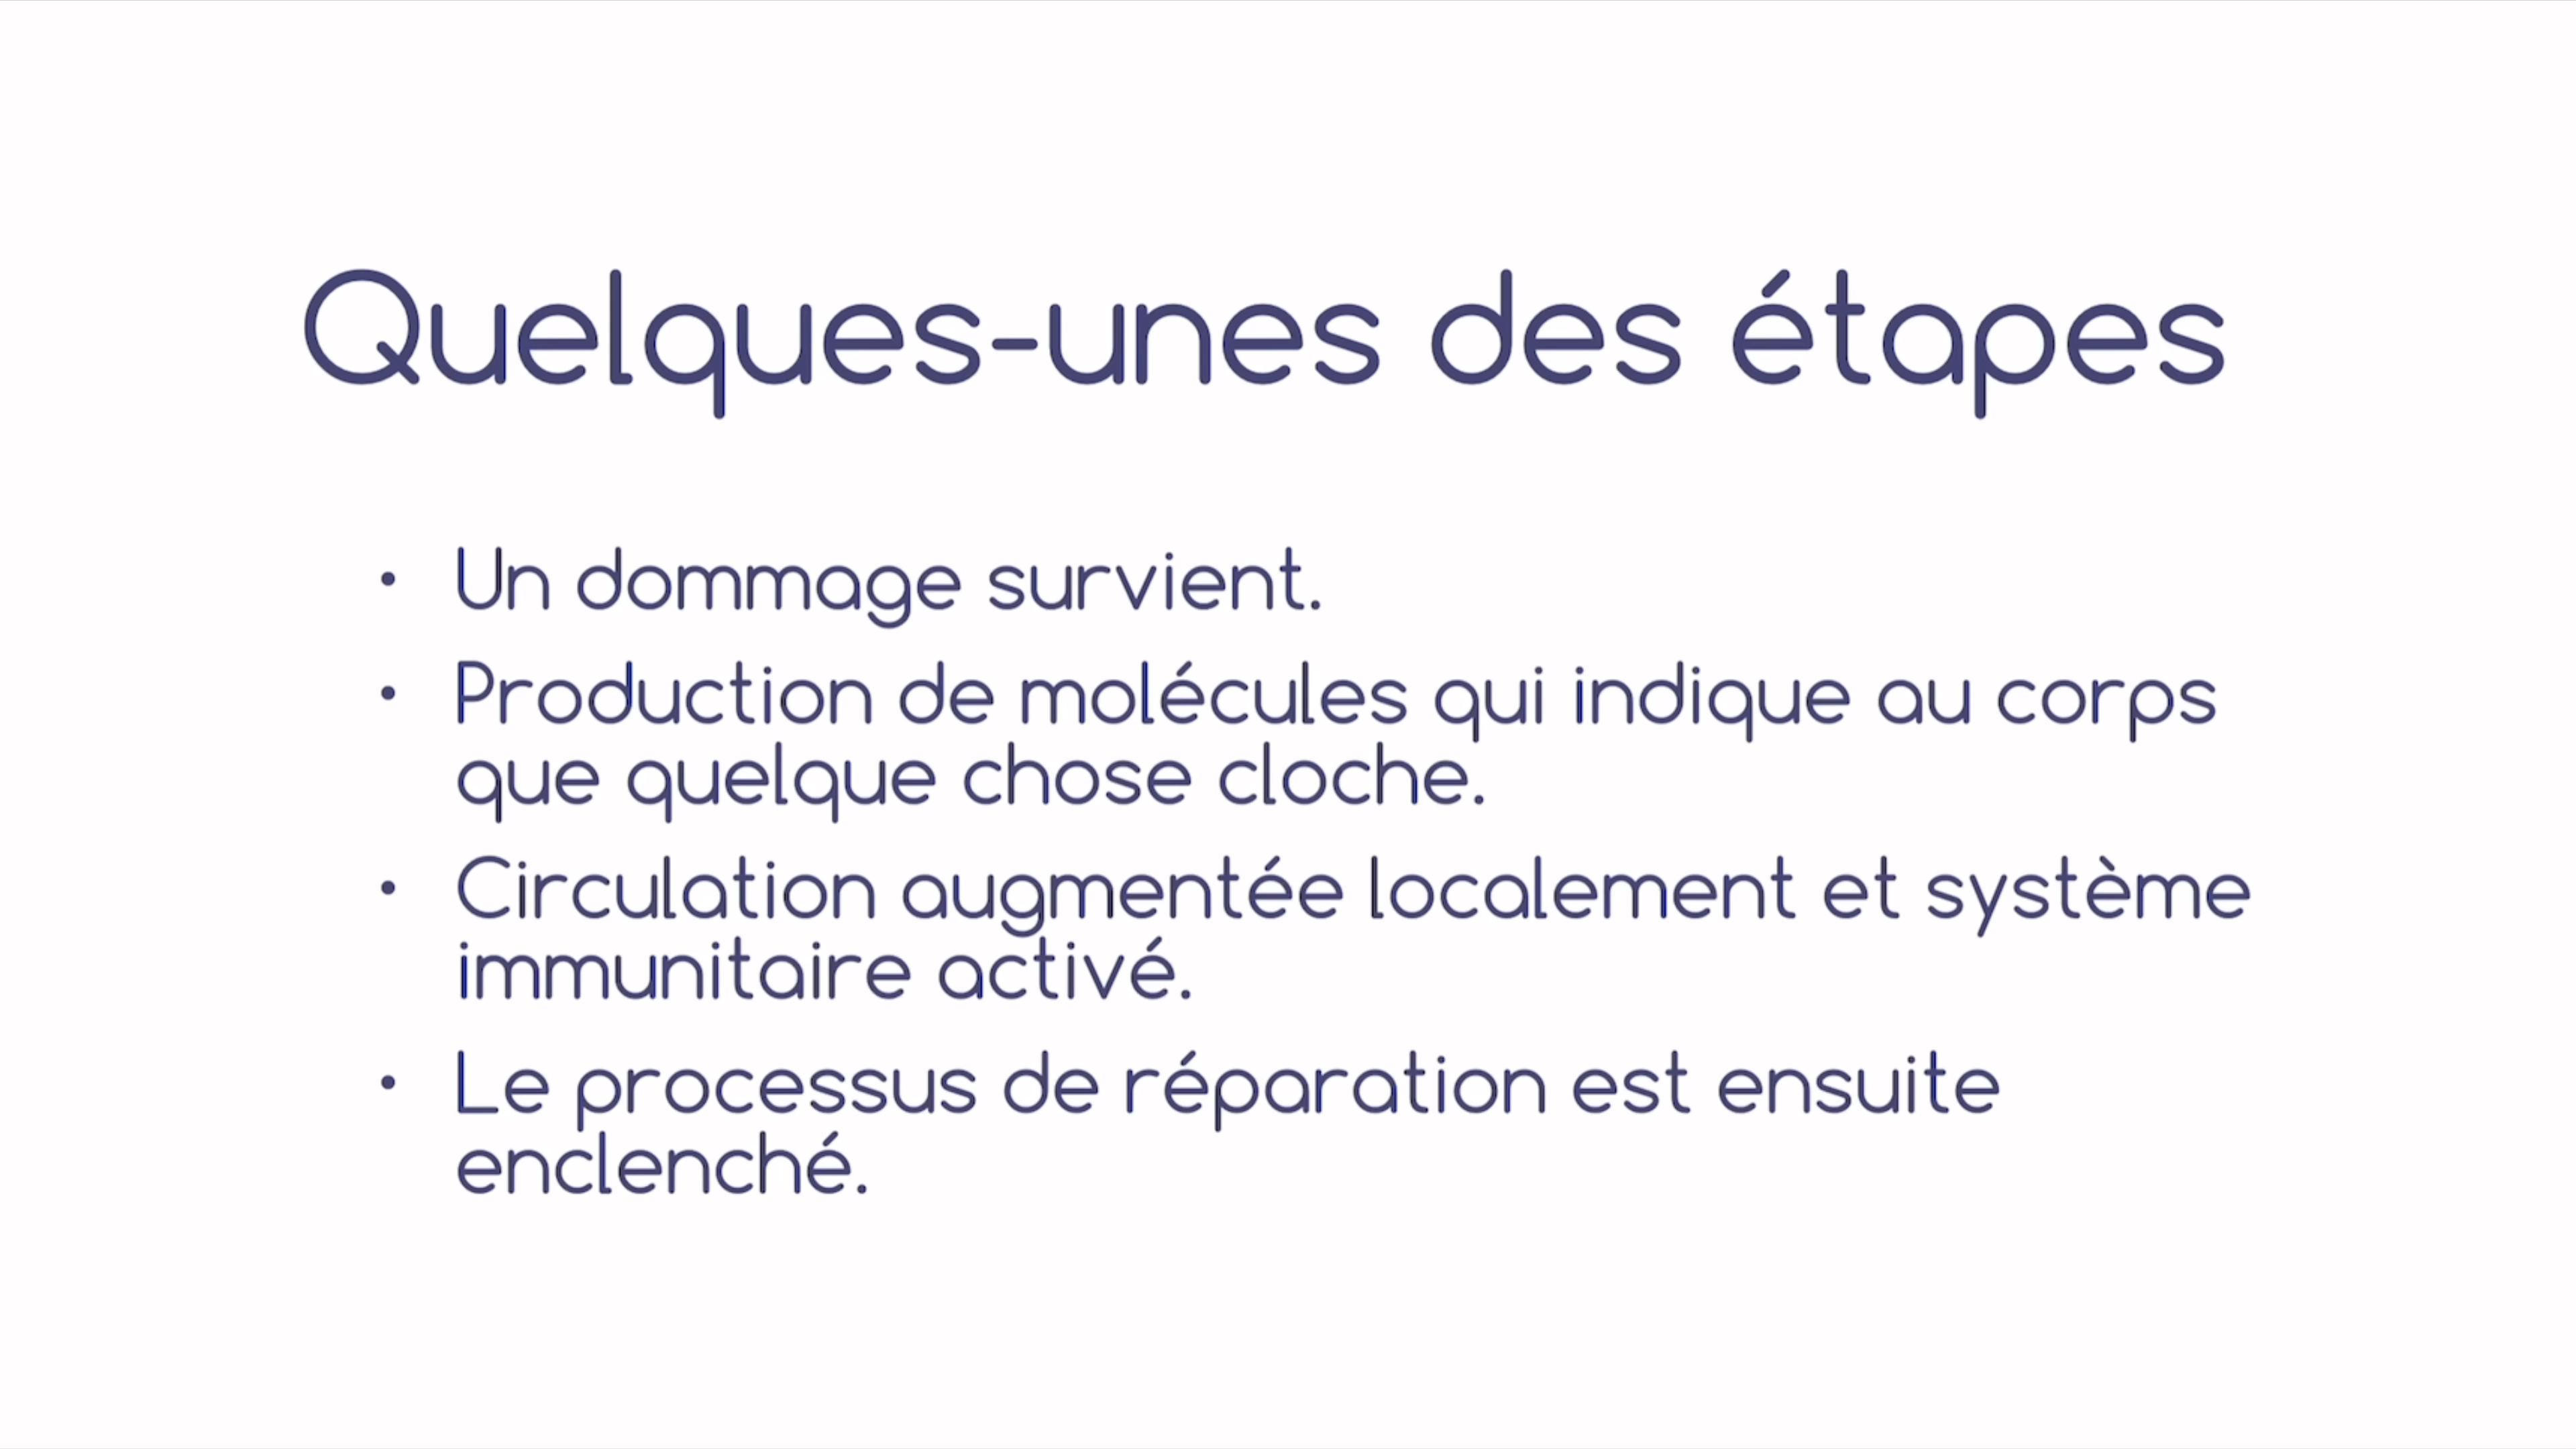 Quelques-unes des étapes
• Un dommage survient.
• Production de molécules qui indique au corps
que quelque chose cloche.
• Circulation augmentée localement et système
immunitaire activé.
• Le processus de réparation est ensuite
enclenché.